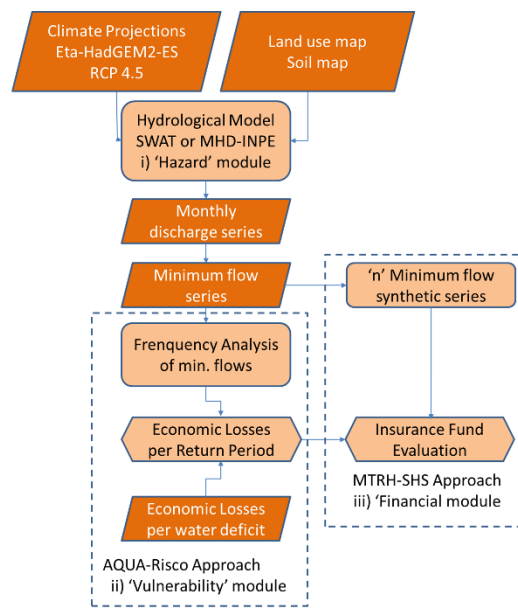 Climate Projections
Eta-HadGEM2-ES
RCP 4.5
Land use map
Soil map
Hydrological Model
SWAT or MHD-INPE
i) ‘Hazard’ module
Monthly
discharge series
Minimum flow
series
‘n’ Minimum flow
synthetic series
Frenquency Analysis
of min. flows
Economic Losses
per Return Period
Insurance Fund
Evaluation
MTRH-SHS Approach
iii) ‘Financial module
Economic Losses
per water deficit
AQUA-Risco Approach
ii) ‘Vulnerability’ module